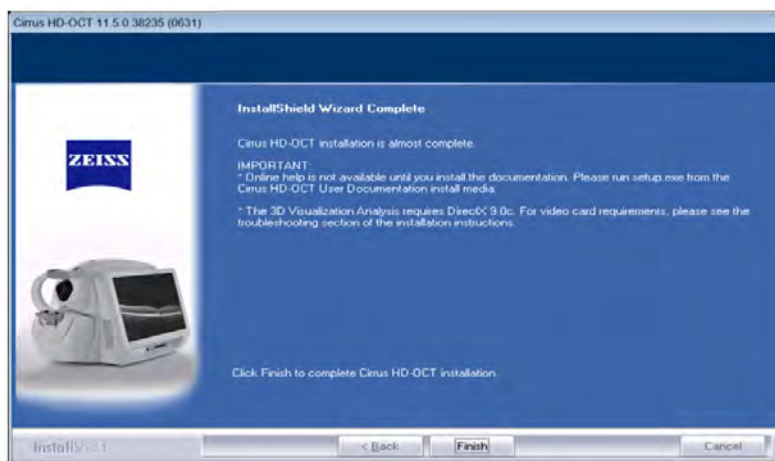 Cirrus HD-OCT 11.5.0.38235 (0631)
InstallShield Wizard Complete
Cirrus HD-OCT installation is almost complete.
IMPORTANT:
* Online help is not available until you install the documentation. Please run setup.exe from the
Cirrus HD-OCT User Documentation install media.
* The 3D Visualization Analysis requires DirectX 9.0c. For video card requirements, please see the
troubleshooting section of the installation instructions.
ZEISS
Click Finish to complete Cirrus HD-OCT installation.
InstallShield
< Back
Finish
Cancel